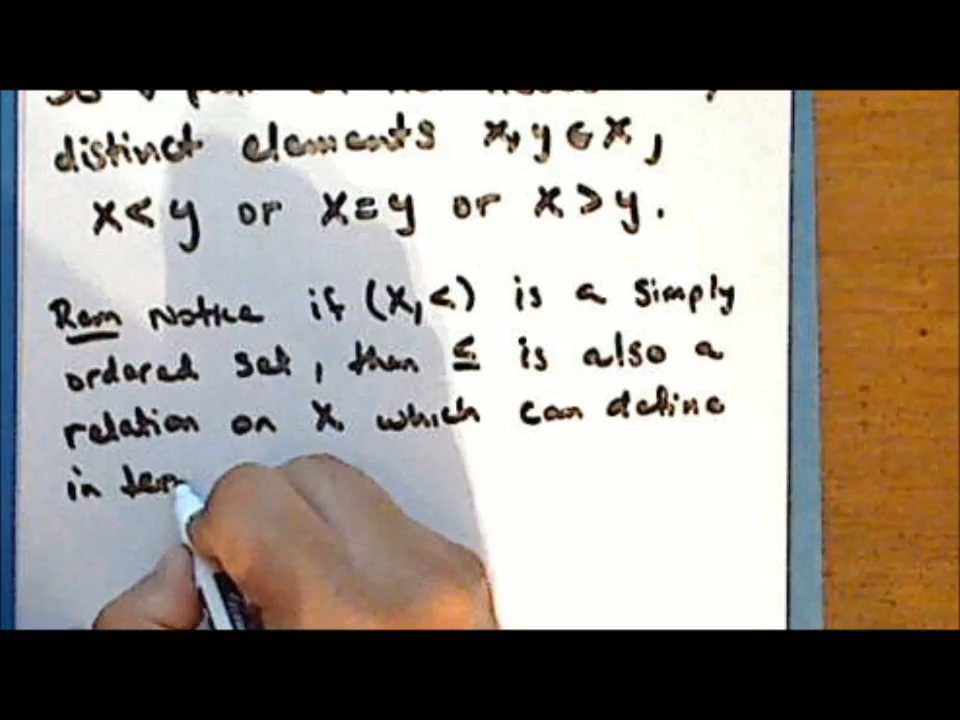 distinct elements x, y ∈ X,
x < y or x = y or x > y.
Rem Notice if (X, <) is a simply
ordered set, then ≤ is also a
relation on X which can define
in ter